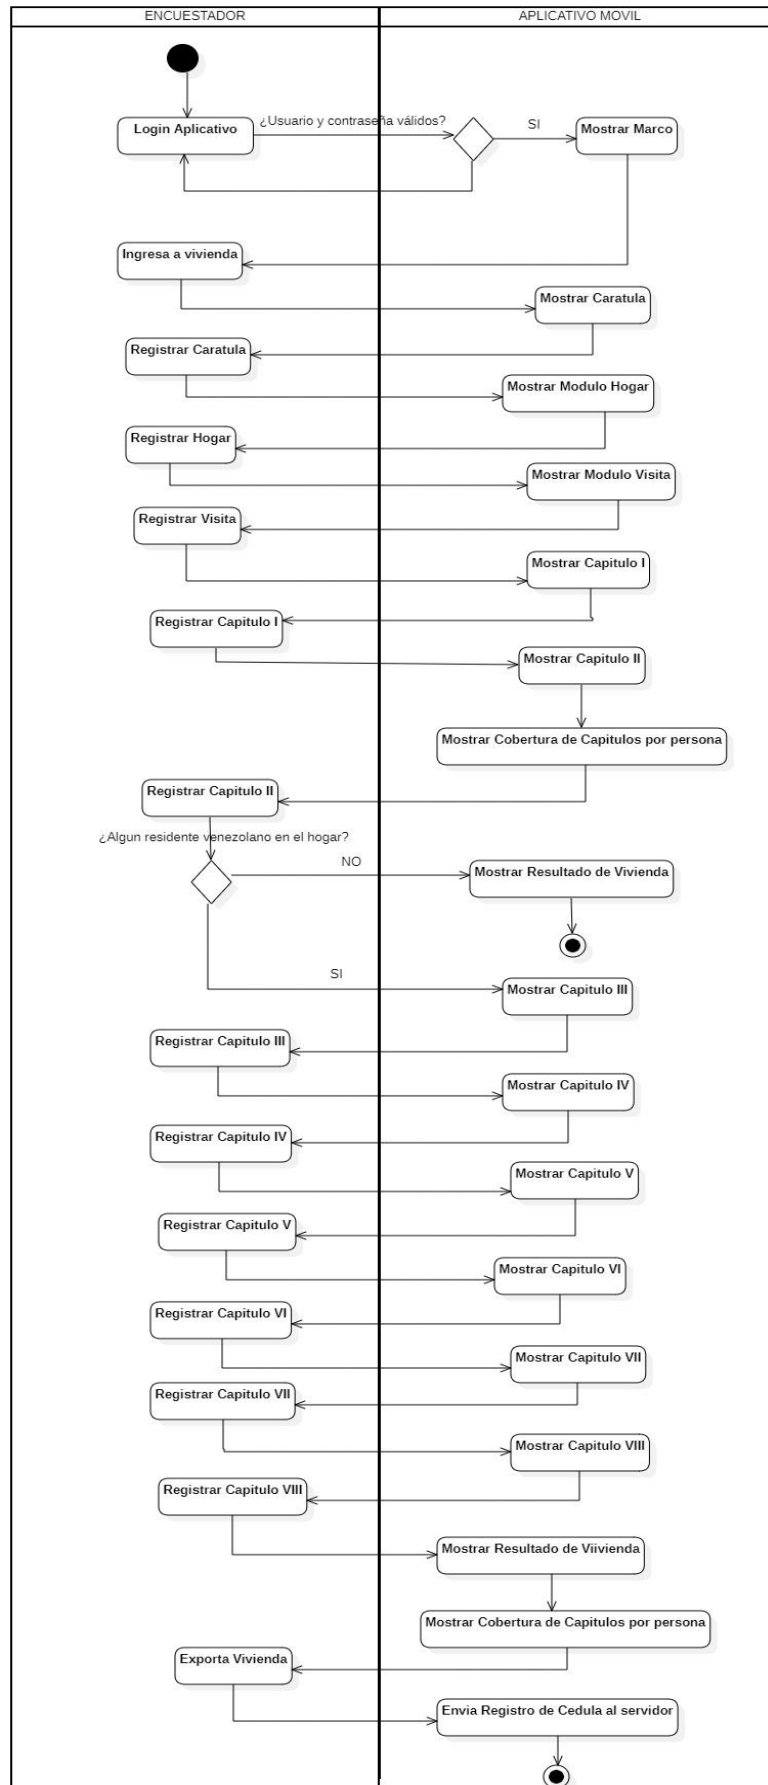 ENCUESTADOR
APLICATIVO MOVIL
Login Aplicativo
¿Usuario y contraseña válidos?
SI
Mostrar Marco
Ingresa a vivienda
Mostrar Caratula
Registrar Caratula
Mostrar Modulo Hogar
Registrar Hogar
Mostrar Modulo Visita
Registrar Visita
Mostrar Capitulo I
Registrar Capitulo I
Mostrar Capitulo II
Mostrar Cobertura de Capitulos por persona
Registrar Capitulo II
¿Algun residente venezolano en el hogar?
NO
Mostrar Resultado de Vivienda
SI
Mostrar Capitulo III
Registrar Capitulo III
Mostrar Capitulo IV
Registrar Capitulo IV
Mostrar Capitulo V
Registrar Capitulo V
Mostrar Capitulo VI
Registrar Capitulo VI
Mostrar Capitulo VII
Registrar Capitulo VII
Mostrar Capitulo VIII
Registrar Capitulo VIII
Mostrar Resultado de Viivienda
Mostrar Cobertura de Capitulos por persona
Exporta Vivienda
Envia Registro de Cedula al servidor